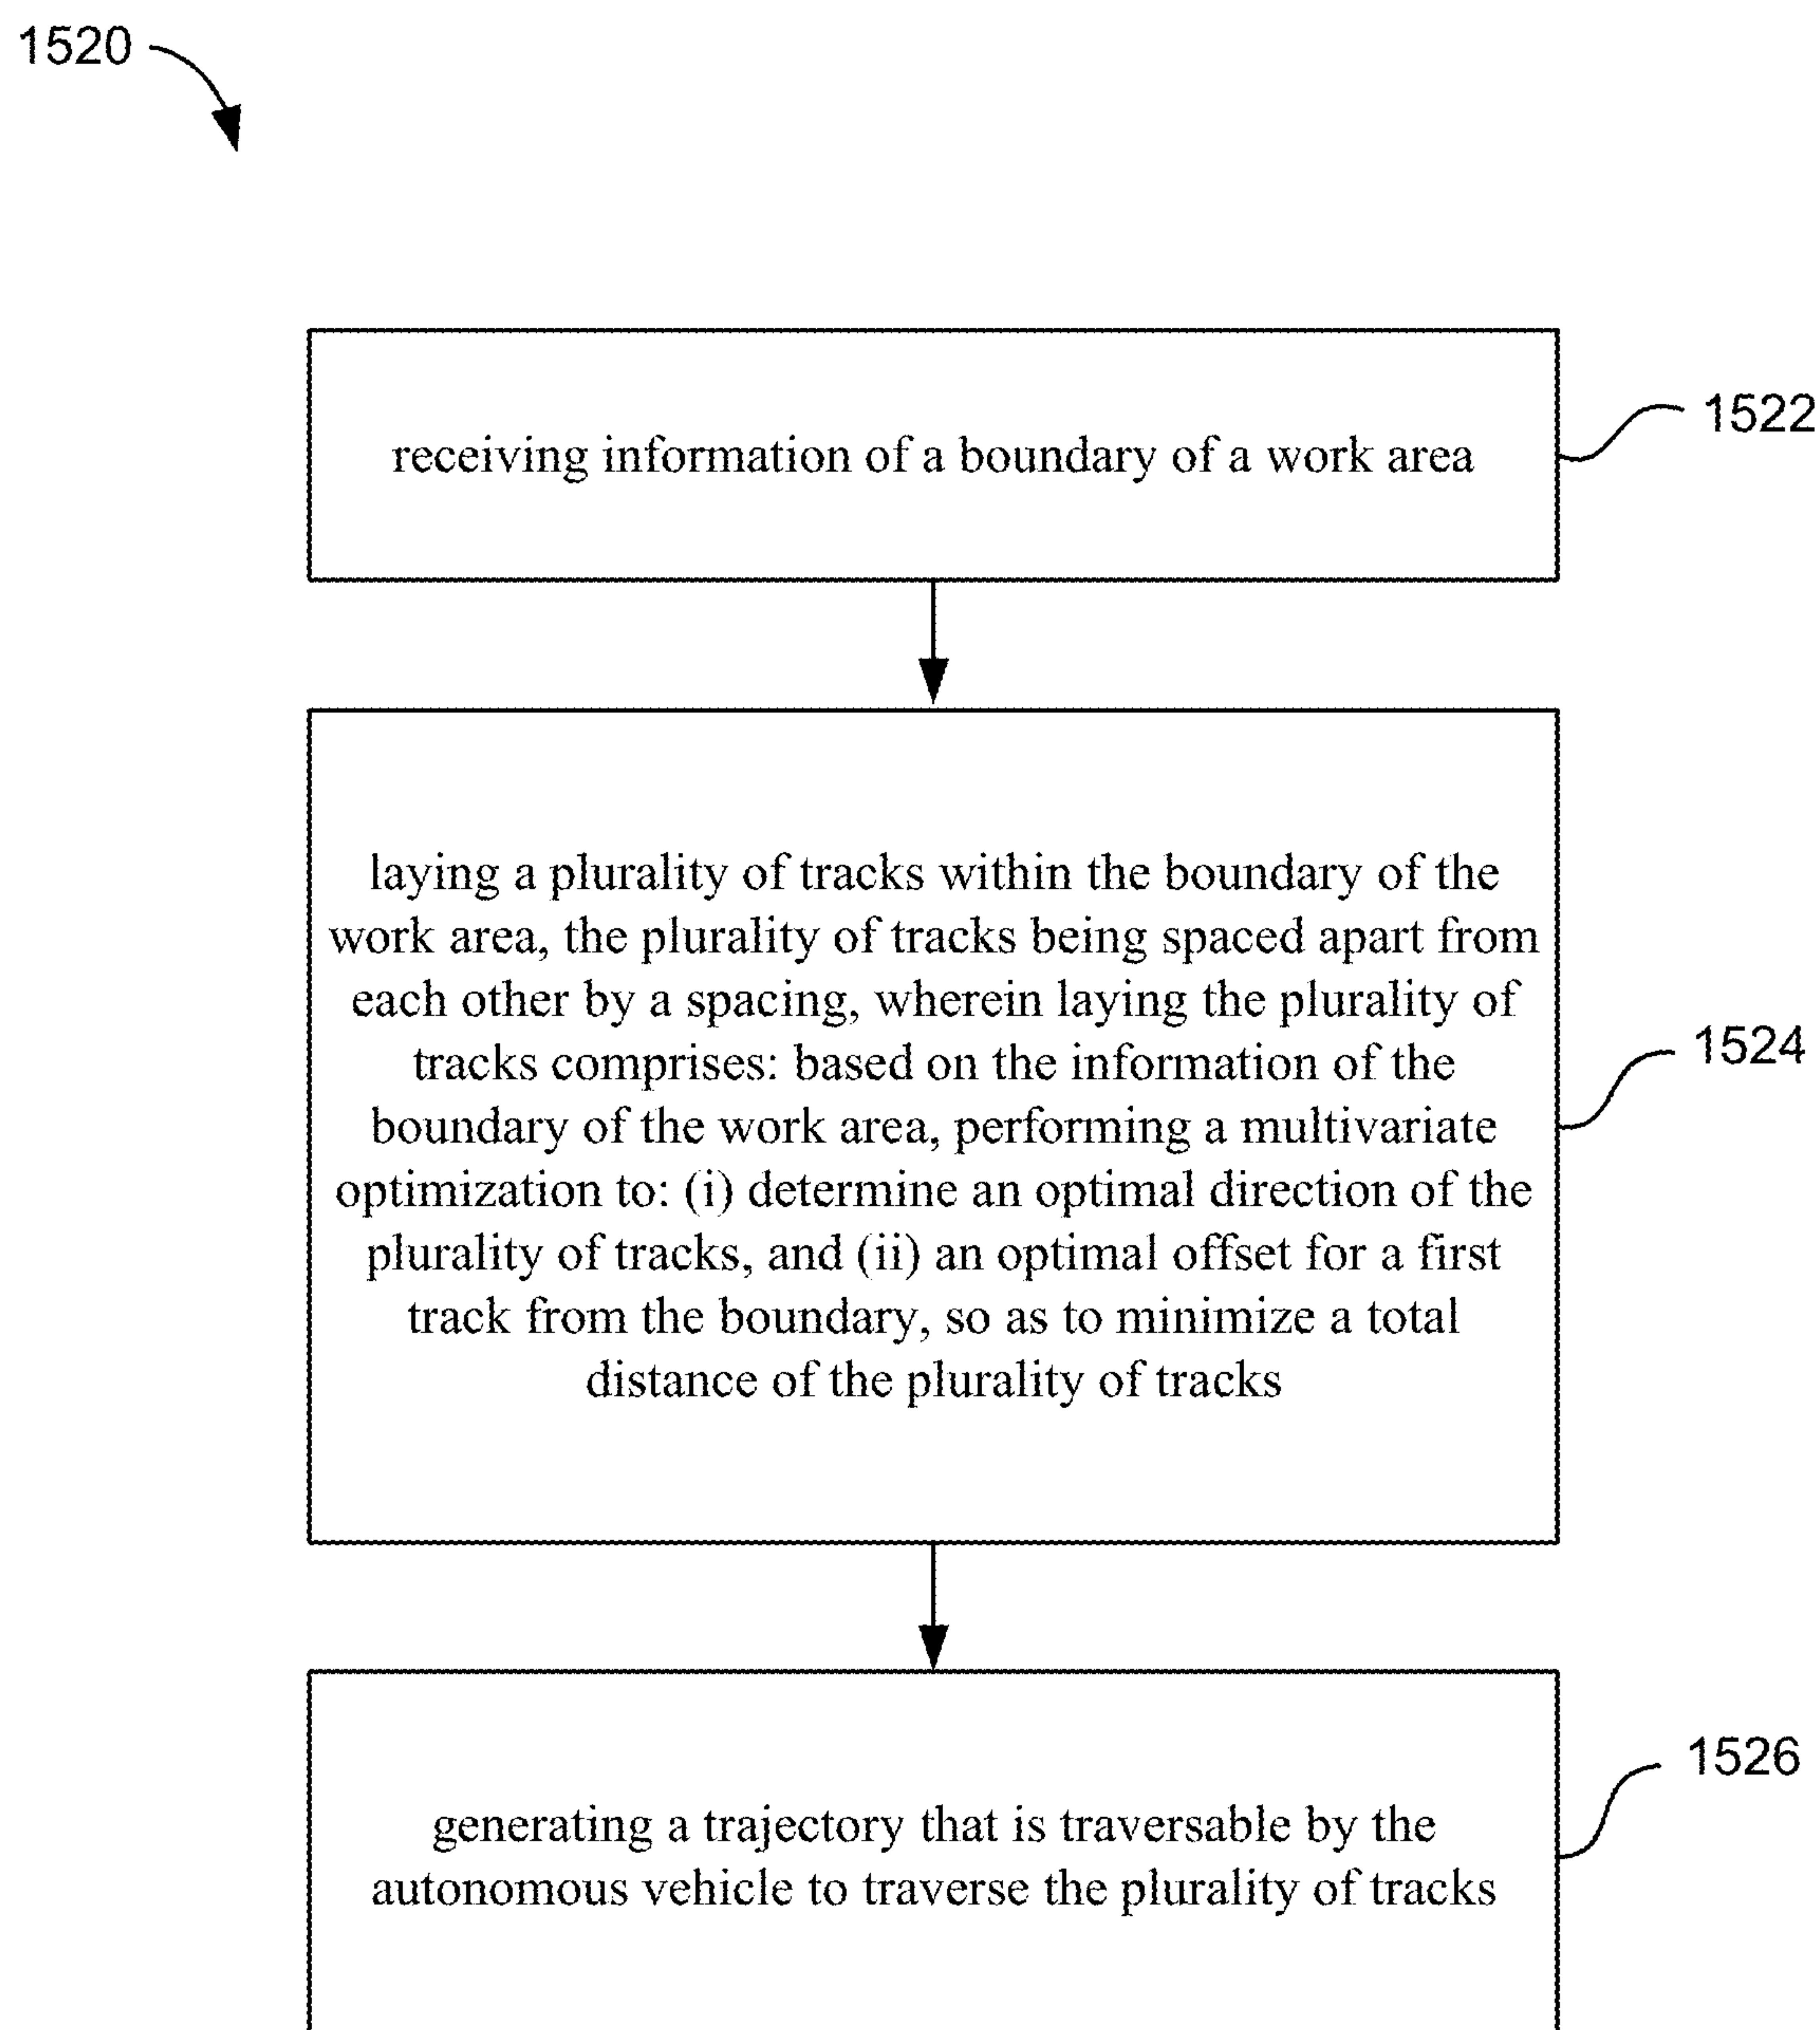 1520
receiving information of a boundary of a work area
1522
laying a plurality of tracks within the boundary of the
work area, the plurality of tracks being spaced apart from
each other by a spacing, wherein laying the plurality of
tracks comprises: based on the information of the
boundary of the work area, performing a multivariate
optimization to: (i) determine an optimal direction of the
plurality of tracks, and (ii) an optimal offset for a first
track from the boundary, so as to minimize a total
distance of the plurality of tracks
1524
generating a trajectory that is traversable by the
autonomous vehicle to traverse the plurality of tracks
1526